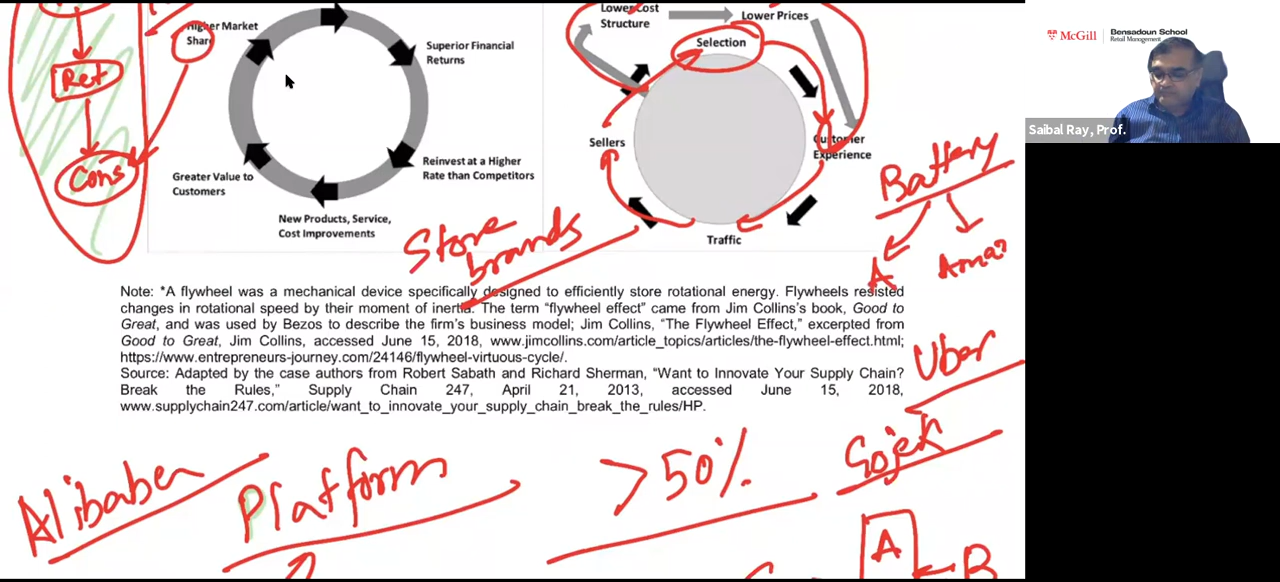 McGill
Bensadoun School
Retail Management
Saibal Ray, Prof.
Ret
Cons
Higher Market
Share
Superior Financial
Returns
Reinvest at a Higher
Rate than Competitors
New Products, Service,
Cost Improvements
Greater Value to
Customers
Lower Cost
Structure
Lower Prices
Selection
Sellers
Customer
Experience
Traffic
Store
brands
Battery
A
Uber
Note: *A flywheel was a mechanical device specifically designed to efficiently store rotational energy. Flywheels resisted
changes in rotational speed by their moment of inertia. The term “flywheel effect” came from Jim Collins’s book, Good to
Great, and was used by Bezos to describe the firm’s business model; Jim Collins, “The Flywheel Effect,” excerpted from
Good to Great, Jim Collins, accessed June 15, 2018, www.jimcollins.com/article_topics/articles/the-flywheel-effect.html;
https://www.entrepreneurs-journey.com/24146/flywheel-virtuous-cycle/.
Source: Adapted by the case authors from Robert Sabath and Richard Sherman, “Want to Innovate Your Supply Chain?
Break the Rules,” Supply Chain 247, April 21, 2013, accessed June 15, 2018,
www.supplychain247.com/article/want_to_innovate_your_supply_chain_break_the_rules/HP.
Platform
>50%
Gojek
A
B